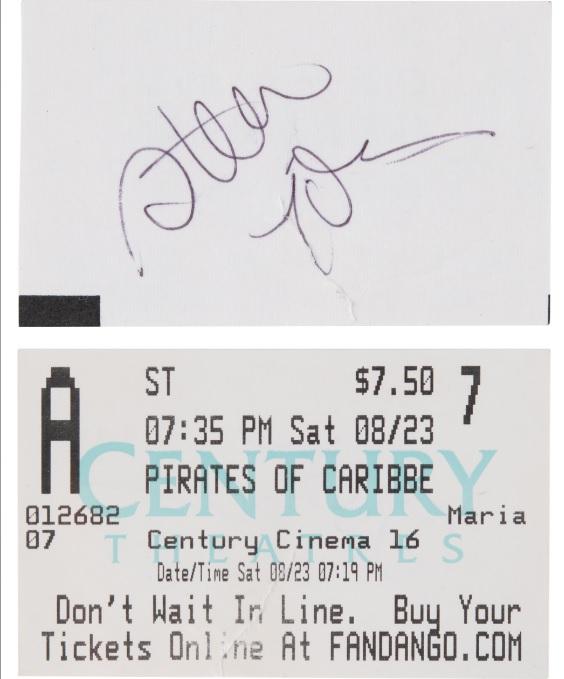 A ST $7.50 7
07:35 PM Sat 08/23
CENTURY
PIRATES OF CARIBBE
012682 Maria
07 Century Cinema 16
THEATRES
Date/Time Sat 08/23 07:19 PM
Don't Wait In Line. Buy Your
Tickets Online At FANDANGO.COM